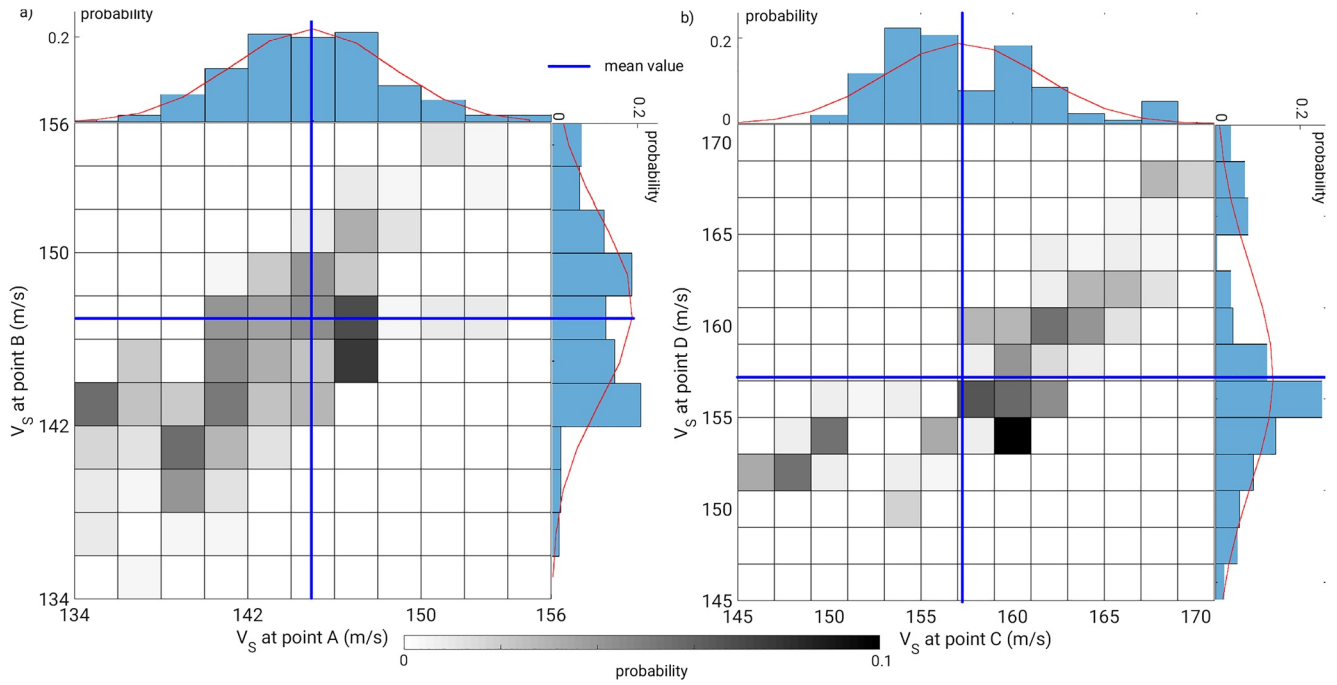 a)
probability
0.2
mean value
0
0.2
probability
156
150
142
134
V_S at point B (m/s)
134
142
150
156
V_S at point A (m/s)
b)
probability
0.2
0
0
0.2
probability
170
165
160
155
150
145
V_S at point D (m/s)
145
150
155
160
165
170
V_S at point C (m/s)
0
0.1
probability